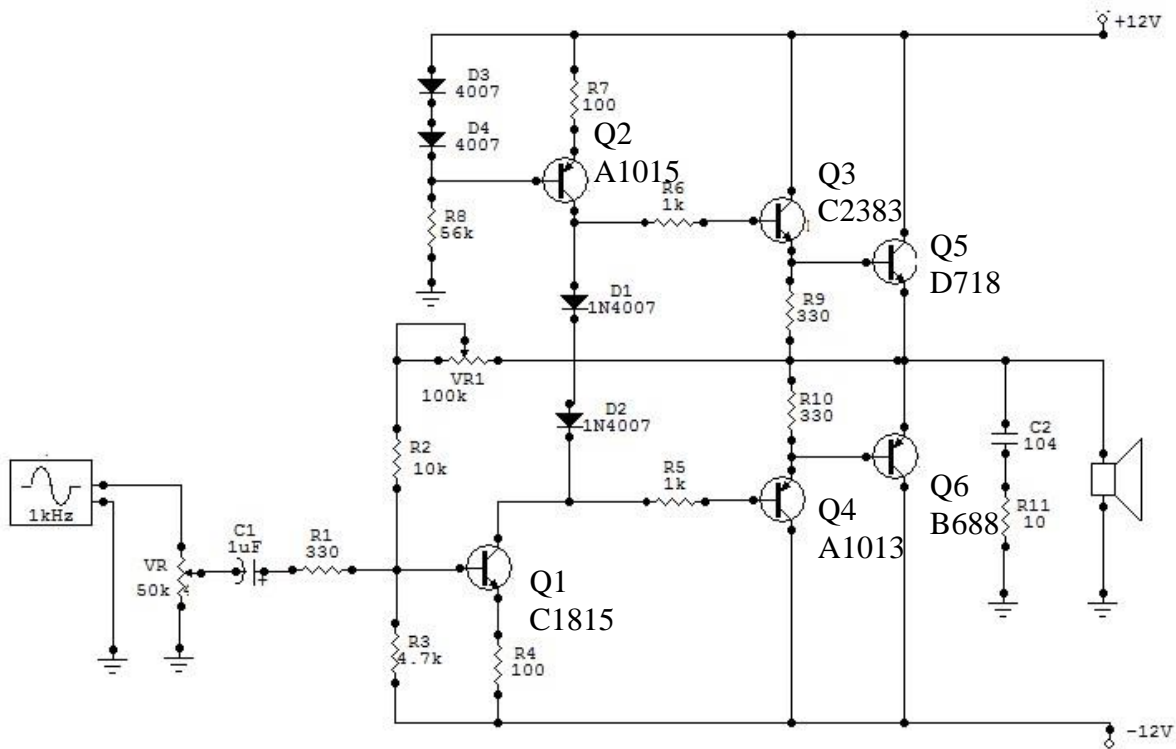 +12V
D3
4007
R7
100
D4
4007
Q2
A1015
R6
1k
Q3
C2383
R8
56k
Q5
D718
D1
1N4007
R9
330
VR1
100k
D2
1N4007
R10
330
C2
104
R2
10k
R5
1k
Q6
B688
R11
10
1kHz
Q4
A1013
C1
1uF
R1
330
VR
50k
+
Q1
C1815
R3
4.7k
R4
100
-12V